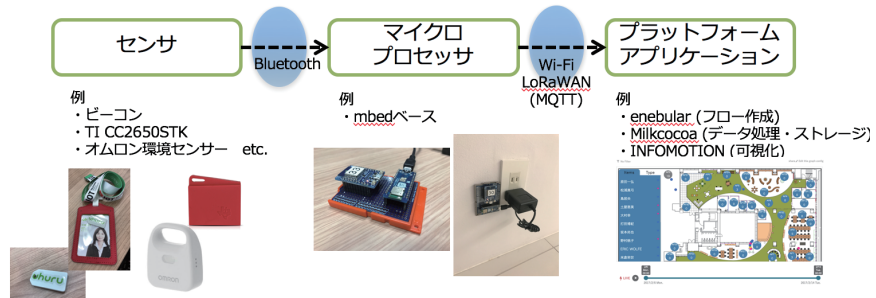 センサ
Bluetooth
マイクロ
プロセッサ
Wi-Fi
LoRaWAN
(MQTT)
プラットフォーム
アプリケーション
例
・ビーコン
・TI CC2650STK
・オムロン環境センサー　etc.
例
・mbedベース
例
・enebular (フロー作成)
・Milkcocoa (データ処理・ストレージ)
・INFOMOTION (可視化)
uhuru
omron
Type
LIVE